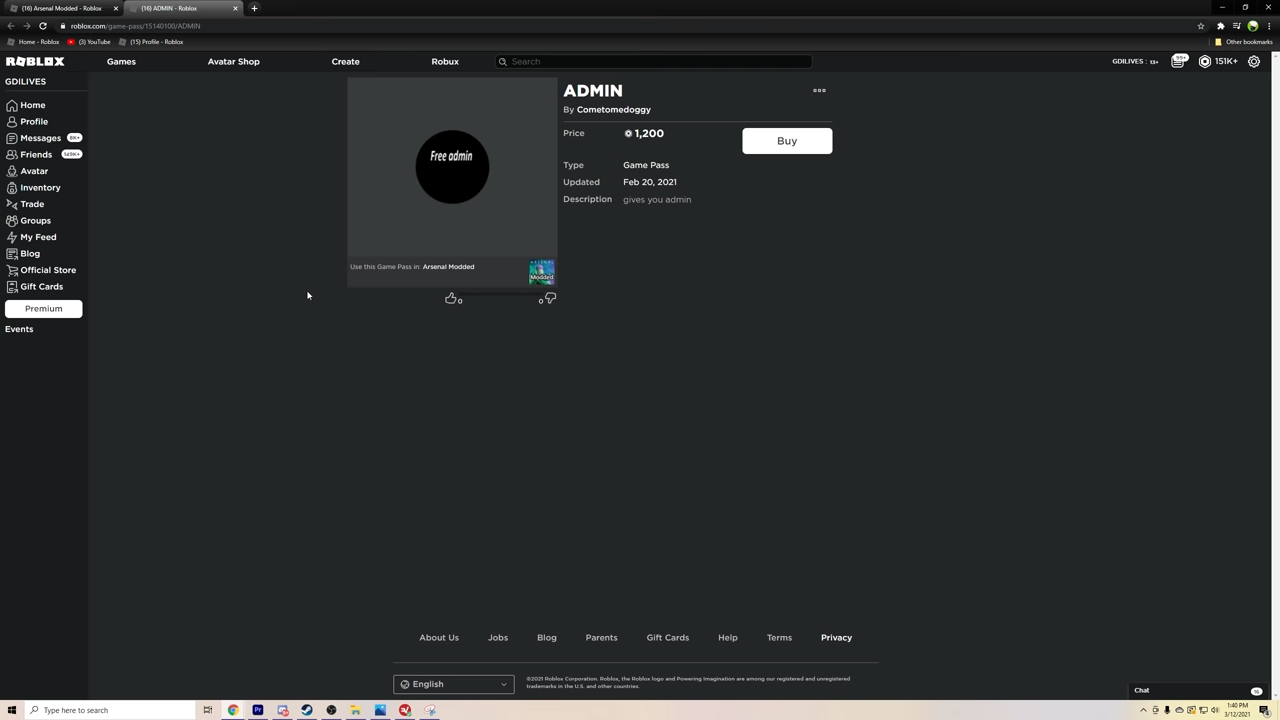 (16) Arsenal Modded - Roblox
(16) ADMIN - Roblox
roblox.com/game-pass/15140100/ADMIN
Home - Roblox
(3) YouTube
(15) Profile - Roblox
Other bookmarks
ROBLOX
Games
Avatar Shop
Create
Robux
Search
GDILIVES : 13+
99+
151K+
GDILIVES
Home
Profile
Messages 8K+
Friends 149K+
Avatar
Inventory
Trade
Groups
My Feed
Blog
Official Store
Gift Cards
Premium
Events
Free admin
Use this Game Pass in: Arsenal Modded
Modded
0
0
ADMIN
By Cometomedoggy
Price 1,200
Buy
Type Game Pass
Updated Feb 20, 2021
Description gives you admin
About Us
Jobs
Blog
Parents
Gift Cards
Help
Terms
Privacy
English
©2021 Roblox Corporation. Roblox, the Roblox logo and Powering Imagination are among our registered and unregistered
trademarks in the U.S. and other countries.
Chat 16
Type here to search
1:40 PM
3/12/2021